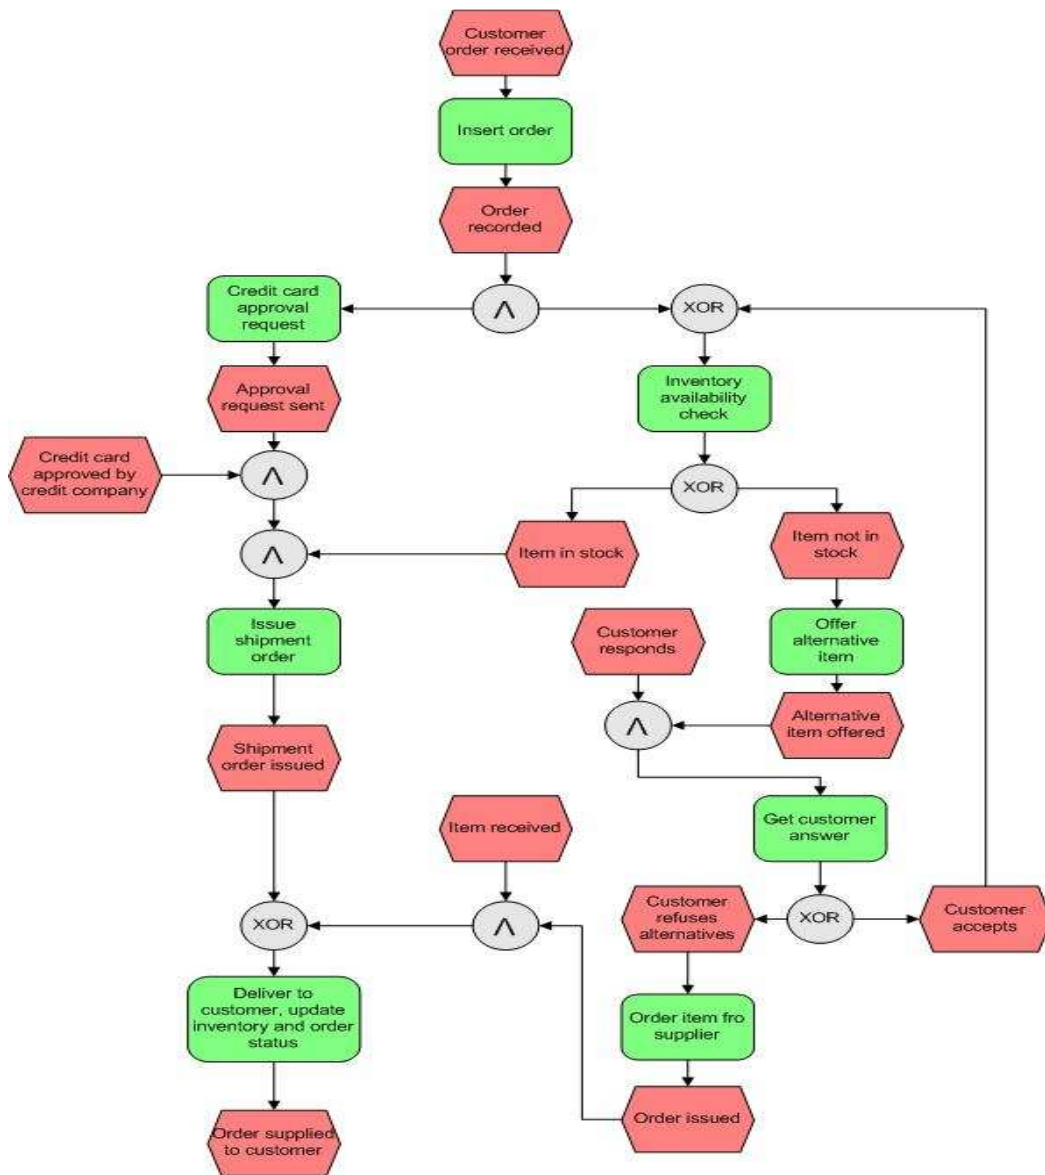 Customer
order received
Insert order
Order
recorded
Credit card
approval
request
Λ
XOR
Approval
request sent
Inventory
availability
check
Credit card
approved by
credit company
Λ
XOR
Λ
Item in stock
Item not in
stock
Issue
shipment
order
Customer
responds
Offer
alternative
item
Λ
Alternative
item offered
Shipment
order issued
Item received
Get customer
answer
XOR
Λ
Customer
refuses
alternatives
XOR
Customer
accepts
Deliver to
customer, update
inventory and order
status
Order item fro
supplier
Order supplied
to customer
Order issued